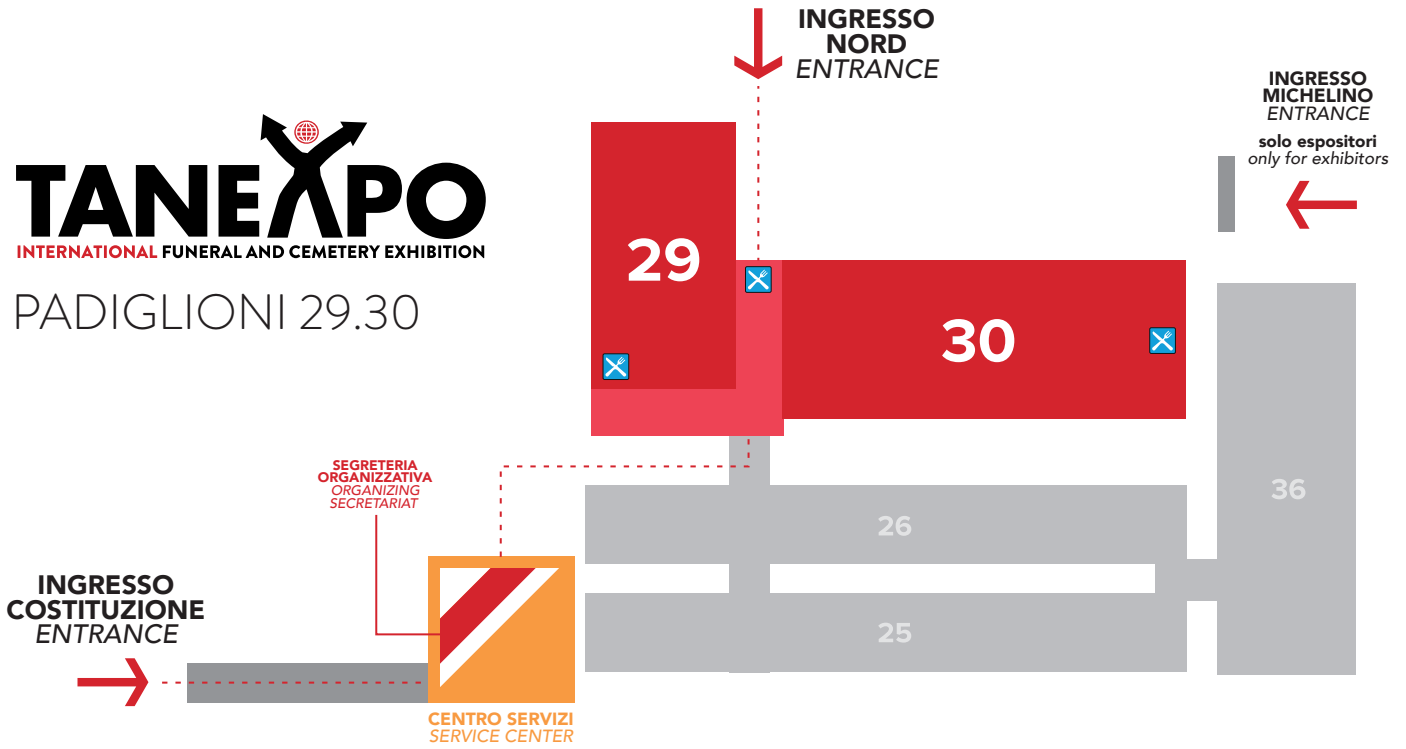 INGRESSO
NORD
ENTRANCE
INGRESSO
MICHELINO
ENTRANCE
solo espositori
only for exhibitors
TANEXPO
INTERNATIONAL FUNERAL AND CEMETERY EXHIBITION
PADIGLIONI 29.30
29
30
SEGRETERIA
ORGANIZZATIVA
ORGANIZING
SECRETARIAT
36
26
INGRESSO
COSTITUZIONE
ENTRANCE
25
CENTRO SERVIZI
SERVICE CENTER